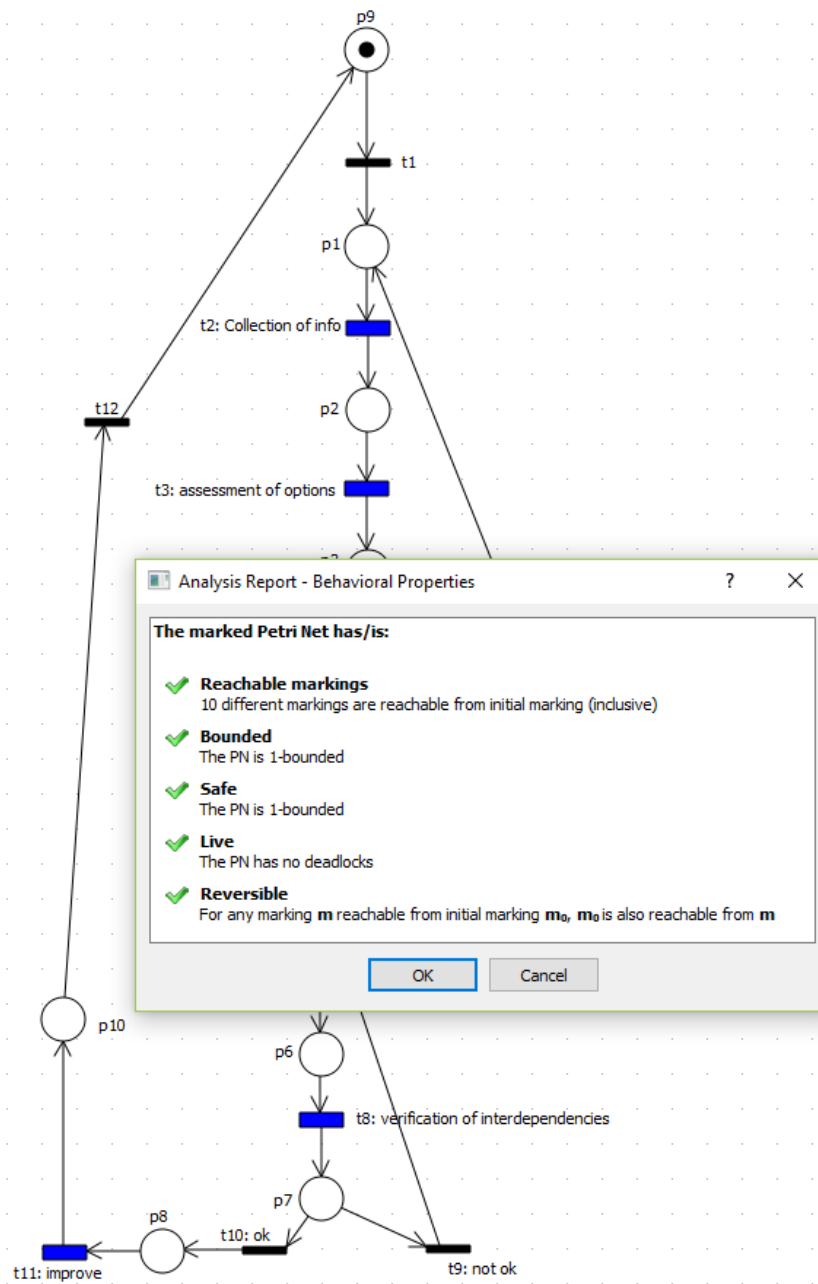 p9
t1
p1
t2: Collection of info
p2
t12
t3: assessment of options
Analysis Report - Behavioral Properties
?
The marked Petri Net has/is:
Reachable markings
10 different markings are reachable from initial marking (inclusive)
Bounded
The PN is 1-bounded
Safe
The PN is 1-bounded
Live
The PN has no deadlocks
Reversible
For any marking m reachable from initial marking m₀, m₀ is also reachable from m
OK
Cancel
p10
p6
t8: verification of interdependencies
p7
p8
t10: ok
t11: improve
t9: not ok